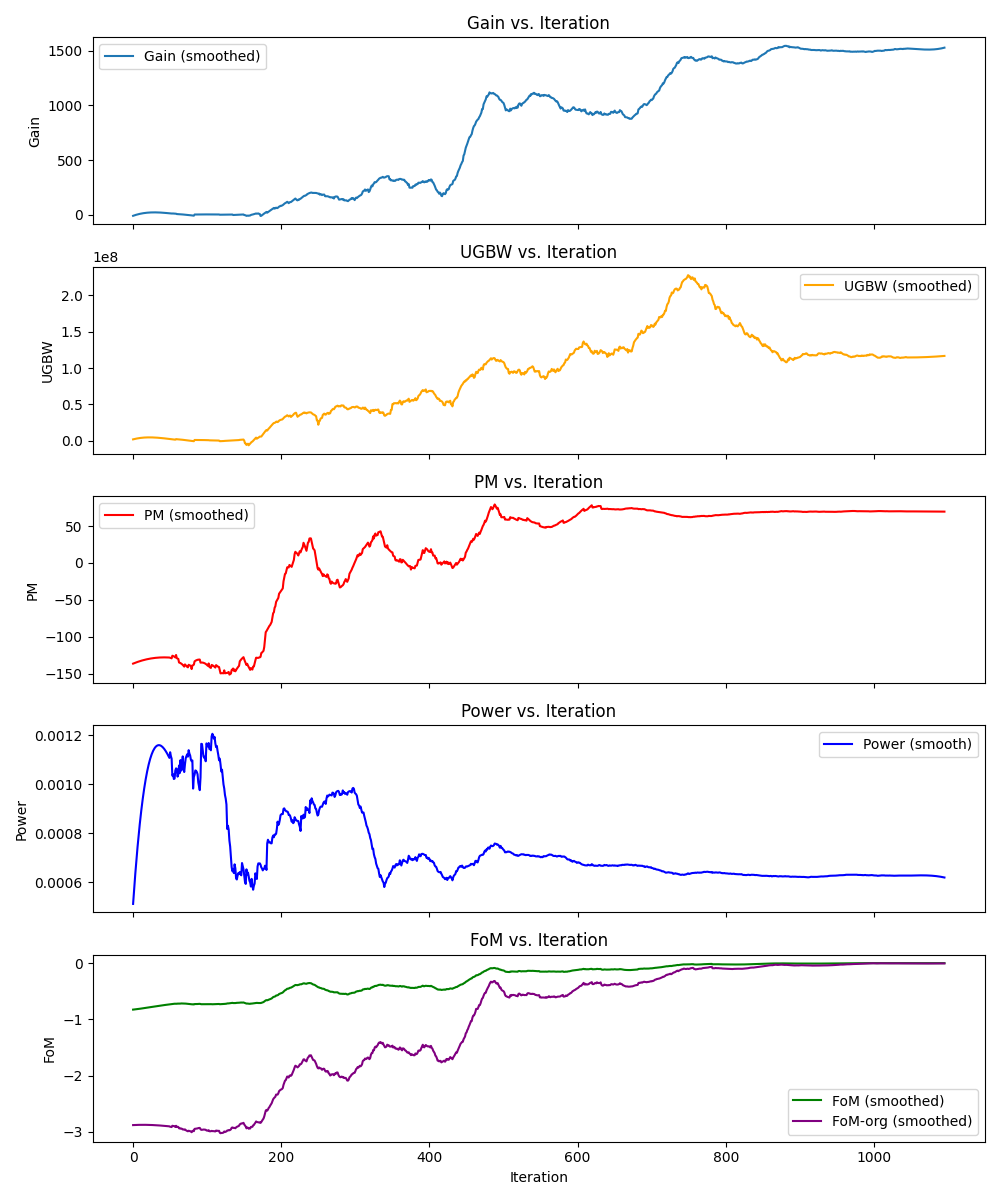 Gain vs. Iteration
Gain (smoothed)
1500
1000
500
0
Gain
UGBW vs. Iteration
1e8
UGBW (smoothed)
2.0
1.5
1.0
0.5
0.0
UGBW
PM vs. Iteration
PM (smoothed)
50
0
−50
−100
−150
PM
Power vs. Iteration
Power (smooth)
0.0012
0.0010
0.0008
0.0006
Power
FoM vs. Iteration
0
−1
−2
−3
FoM
FoM (smoothed)
FoM-org (smoothed)
0 200 400 600 800 1000
Iteration